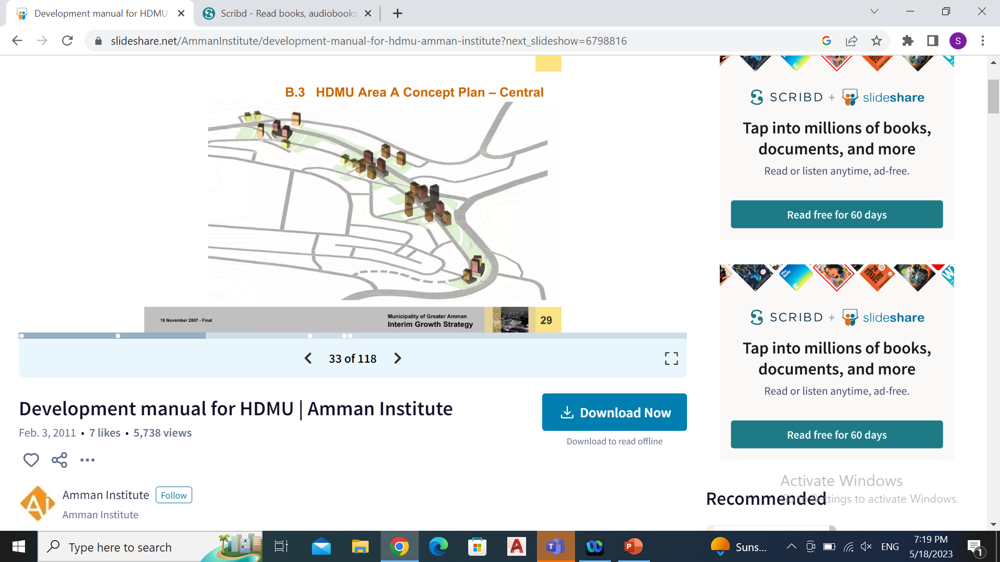 Development manual for HDMU
Scribd - Read books, audiobooks
slideshare.net/AmmanInstitute/development-manual-for-hdmu-amman-institute?next_slideshow=6798816
S
B.3 HDMU Area A Concept Plan – Central
15 November 2007 - Final
Municipality of Greater Amman
Interim Growth Strategy
29
33 of 118
Development manual for HDMU | Amman Institute
Feb. 3, 2011 • 7 likes • 5,738 views
Download Now
Download to read offline
Amman Institute
Follow
Amman Institute
SCRIBD + slideshare
Tap into millions of books,
documents, and more
Read or listen anytime, ad-free.
Read free for 60 days
The Daily
SCRIBD + slideshare
Tap into millions of books,
documents, and more
Read or listen anytime, ad-free.
Read free for 60 days
Activate Windows
Go to Settings to activate Windows.
Recommended
Type here to search
Suns...
ENG
7:19 PM
5/18/2023
1